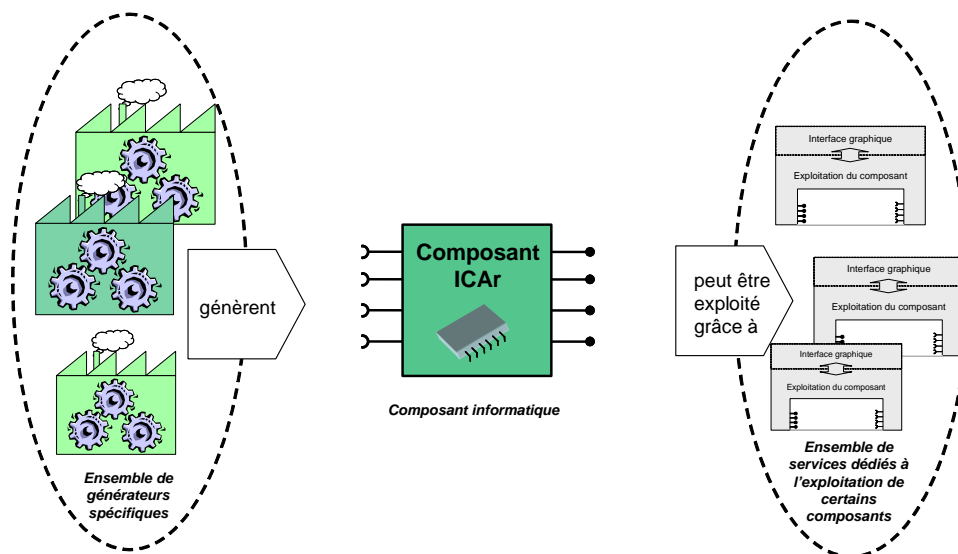 génèrent
Ensemble de
générateurs
spécifiques
Composant
ICAr
Composant informatique
peut être
exploité
grâce à
Interface graphique
Exploitation du composant
Interface graphique
Exploitation du composant
Interface graphique
Exploitation du composant
Ensemble de
services dédiés à
l'exploitation de
certains
composants